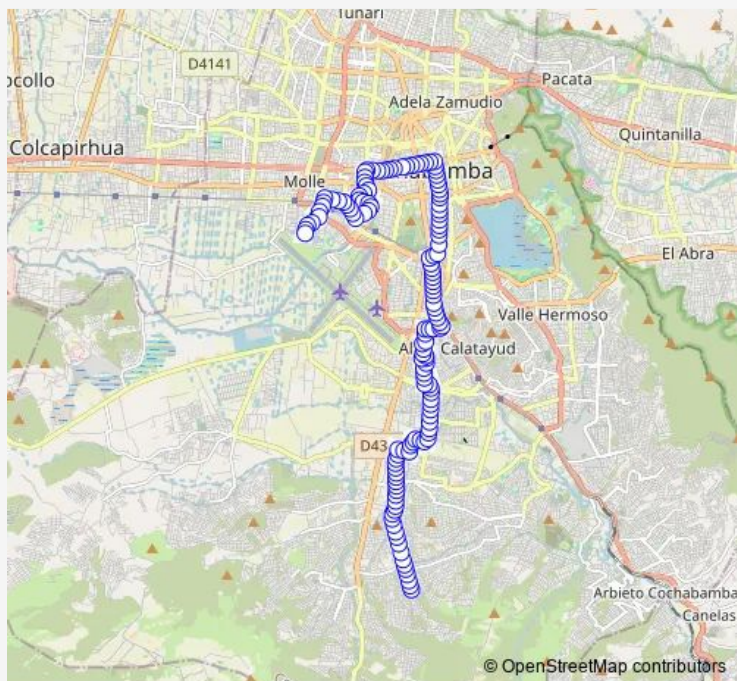 Tunari
D4141
ocollo
Pacata
Adela Zamudio
Quintanilla
Colcapirhua
Molle
mba
El Abra
Valle Hermoso
Al Calatayud
D43
Arbieto Cochabamba
Canelas
© OpenStreetMap contributors